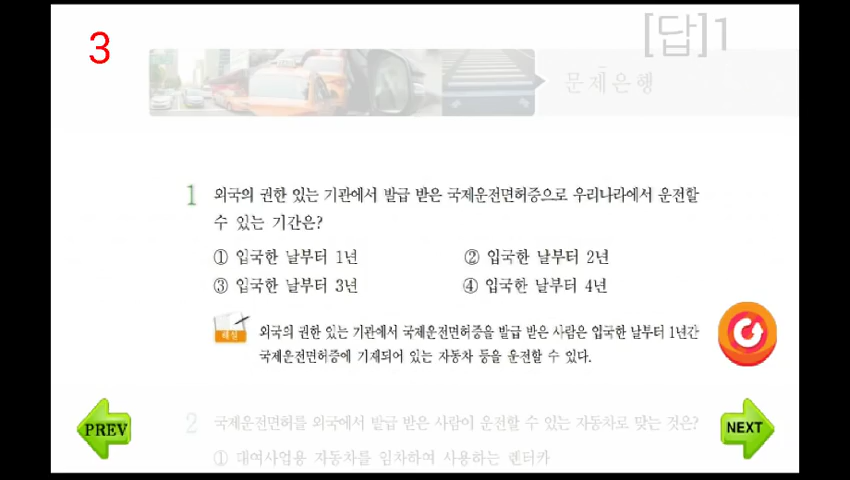 3
[답]1
문제은행
1 외국의 권한 있는 기관에서 발급 받은 국제운전면허증으로 우리나라에서 운전할
수 있는 기간은?
① 입국한 날부터 1년 ② 입국한 날부터 2년
③ 입국한 날부터 3년 ④ 입국한 날부터 4년
해설 외국의 권한 있는 기관에서 국제운전면허증을 발급 받은 사람은 입국한 날부터 1년간
국제운전면허증에 기재되어 있는 자동차 등을 운전할 수 있다.
PREV
NEXT
2 국제운전면허를 외국에서 발급 받은 사람이 운전할 수 있는 자동차로 맞는 것은?
① 대여사업용 자동차를 임차하여 사용하는 렌터카